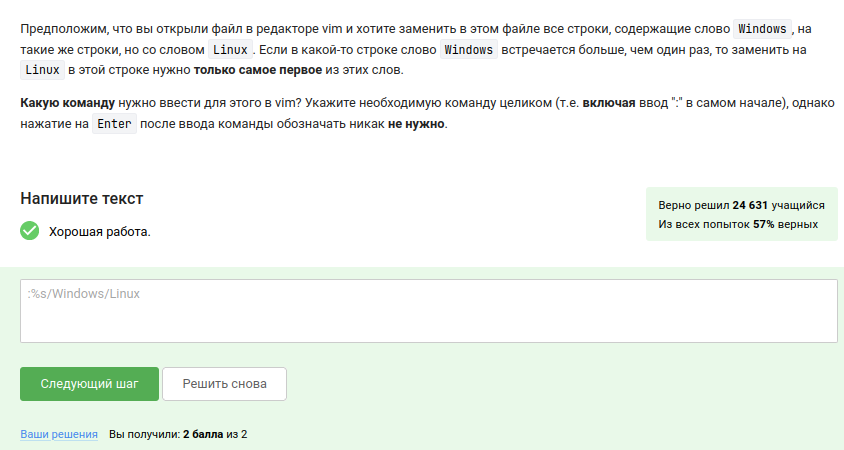 Предположим, что вы открыли файл в редакторе vim и хотите заменить в этом файле все строки, содержащие слово Windows , на
такие же строки, но со словом Linux . Если в какой-то строке слово Windows встречается больше, чем один раз, то заменить на
Linux в этой строке нужно только самое первое из этих слов.
Какую команду нужно ввести для этого в vim? Укажите необходимую команду целиком (т.е. включая ввод ":" в самом начале), однако
нажатие на Enter после ввода команды обозначать никак не нужно.
Напишите текст
Хорошая работа.
Верно решил 24 631 учащийся
Из всех попыток 57% верных
:%s/Windows/Linux
Следующий шаг
Решить снова
Ваши решения Вы получили: 2 балла из 2